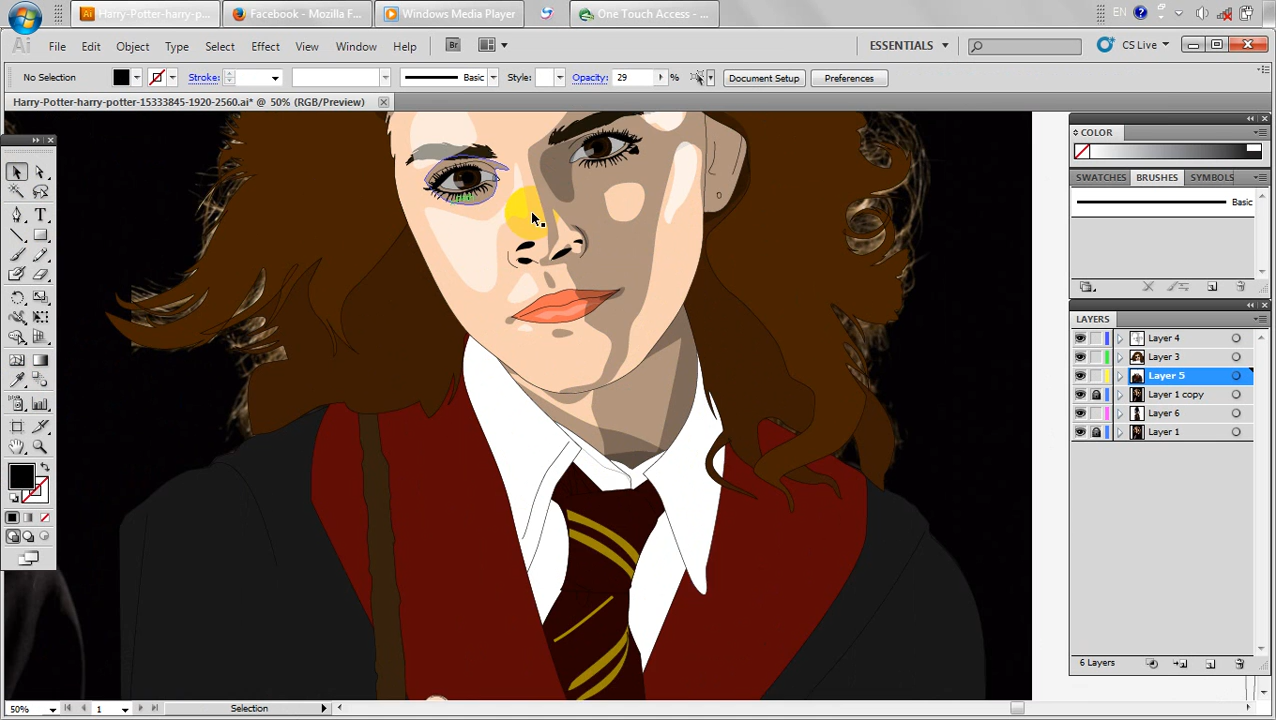 Harry-Potter-harry-p...
Facebook - Mozilla F...
Windows Media Player
One Touch Access - ...
EN
Ai
File Edit Object Type Select Effect View Window Help
Br
ESSENTIALS
CS Live
No Selection
Stroke:
Basic
Style:
Opacity: 29 %
Document Setup
Preferences
Harry-Potter-harry-potter-15333845-1920-2560.ai* @ 50% (RGB/Preview)
COLOR
SWATCHES BRUSHES SYMBOLS
Basic
LAYERS
Layer 4
Layer 3
Layer 5
Layer 1 copy
Layer 6
Layer 1
6 Layers
50%
1
Selection